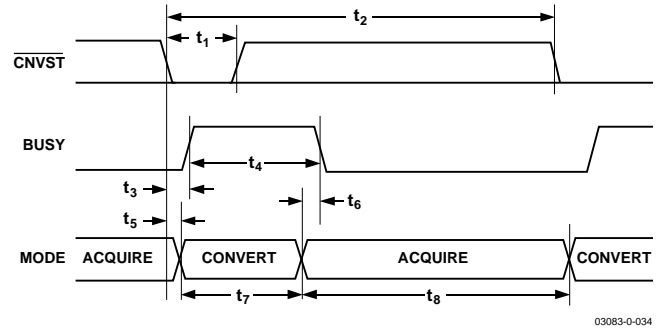 t2
t1
CNVST
BUSY
t4
t3
t6
t5
MODE ACQUIRE CONVERT ACQUIRE CONVERT
t7 t8
03083-0-034